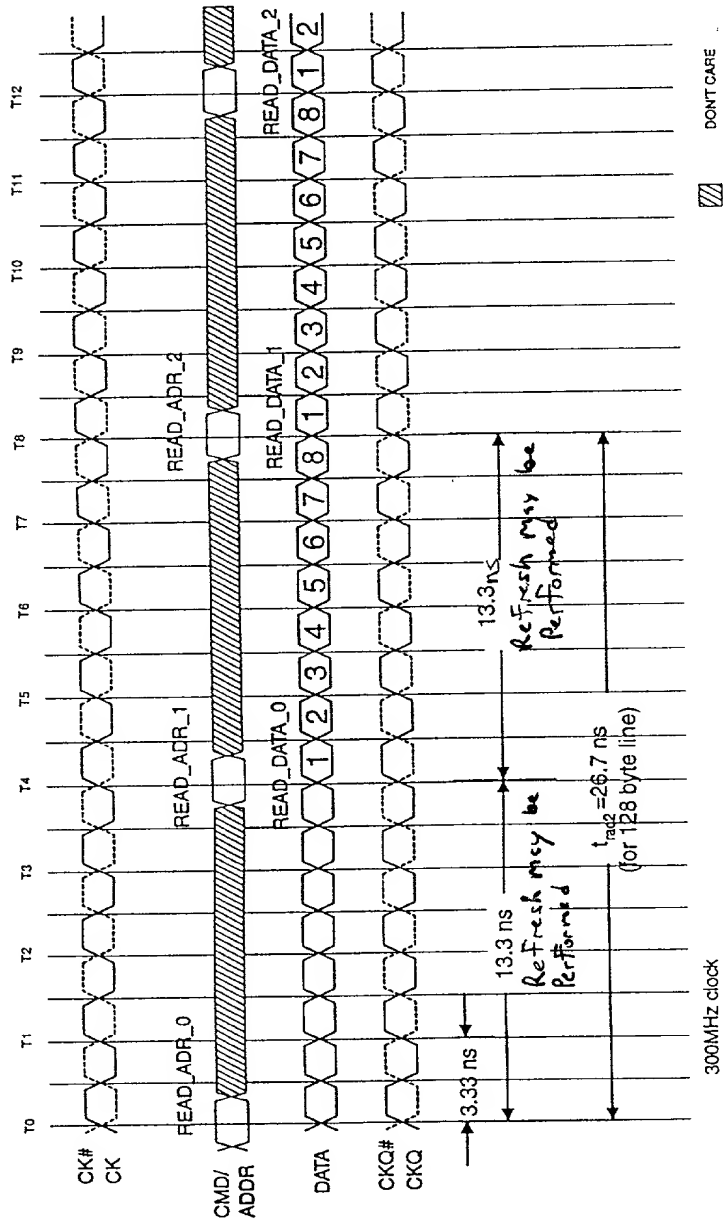 T0 T1 T2 T3 T4 T5 T6 T7 T8 T9 T10 T11 T12
CK#
CK
READ_ADR_0 READ_ADR_1 READ_ADR_2
CMD/
ADDR
READ_DATA_0 READ_DATA_1 READ_DATA_2
DATA 1 2 3 4 5 6 7 8 1 2 3 4 5 6 7 8 1 2
CKQ#
CKQ
3.33 ns
13.3 ns
Refresh may be
Performed
13.3ns
Refresh may be
Performed
trac2 =26.7 ns
(for 128 byte line)
300MHz clock
DON'T CARE